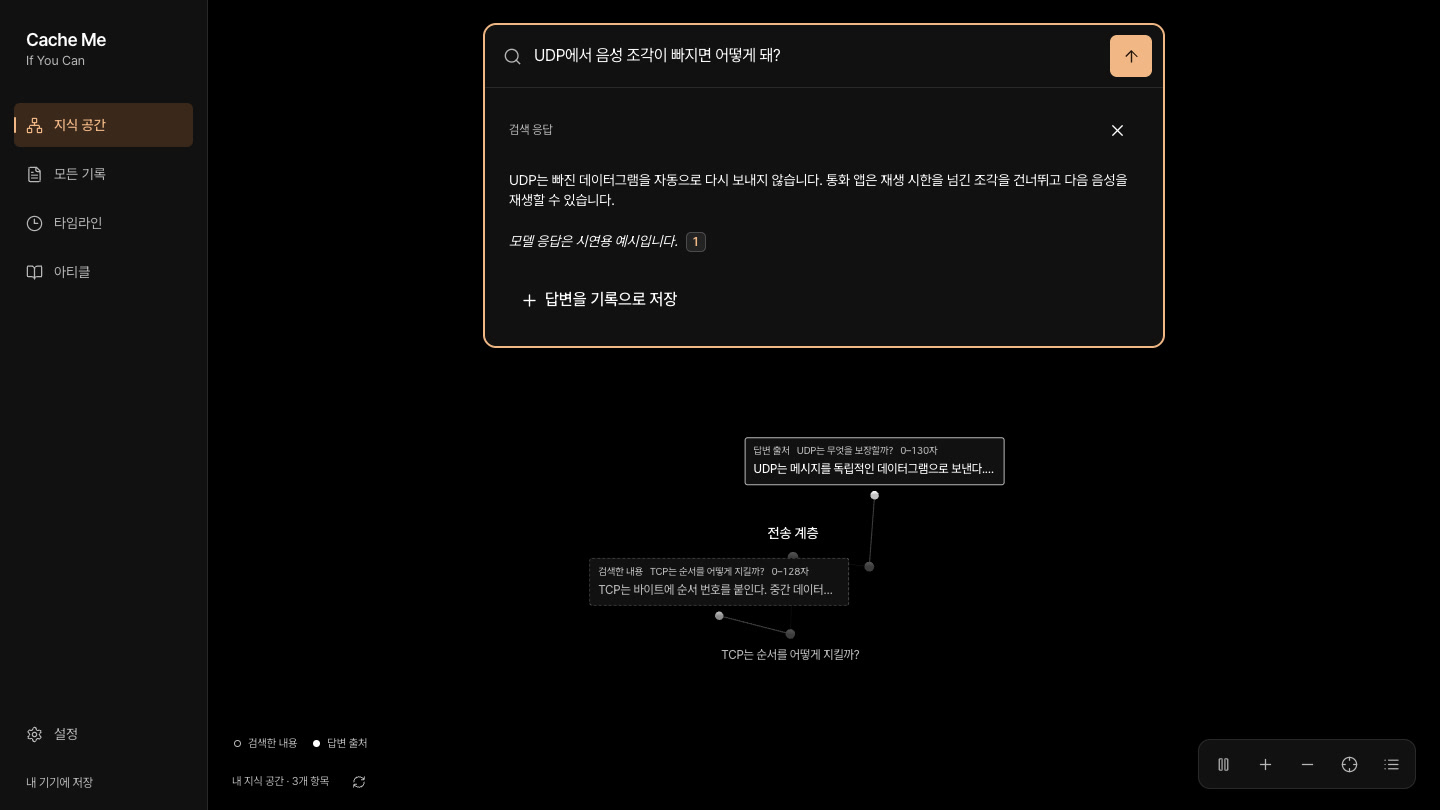 Cache Me
If You Can
지식 공간
모든 기록
타임라인
아티클
설정
내 기기에 저장
UDP에서 음성 조각이 빠지면 어떻게 돼?
검색 응답
UDP는 빠진 데이터그램을 자동으로 다시 보내지 않습니다. 통화 앱은 재생 시한을 넘긴 조각을 건너뛰고 다음 음성을
재생할 수 있습니다.
모델 응답은 시연용 예시입니다. 1
답변을 기록으로 저장
답변 출처 UDP는 무엇을 보장할까? 0–130자
UDP는 메시지를 독립적인 데이터그램으로 보낸다....
전송 계층
검색한 내용 TCP는 순서를 어떻게 지킬까? 0–128자
TCP는 바이트에 순서 번호를 붙인다. 중간 데이터...
TCP는 순서를 어떻게 지킬까?
검색한 내용 답변 출처
내 지식 공간 · 3개 항목